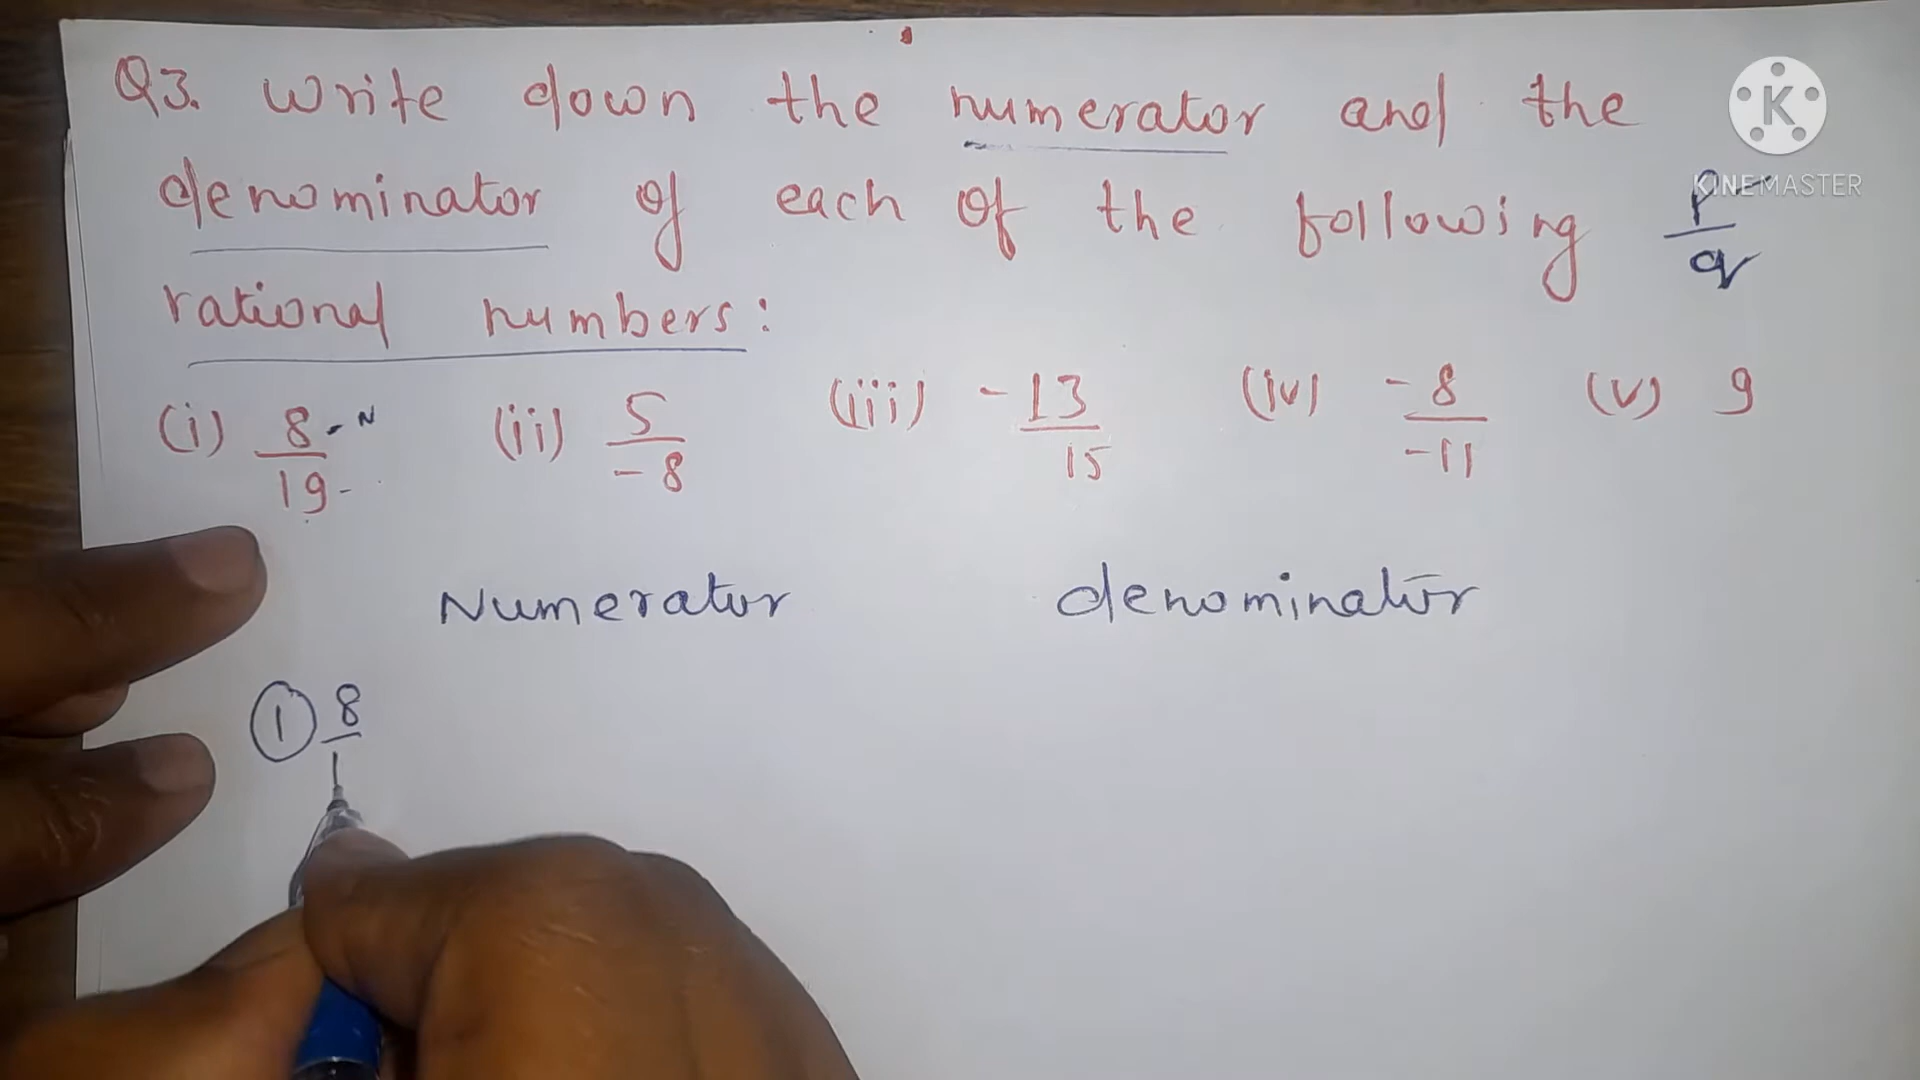 Q3. Write down the numerator and the
denominator of each of the following p/q
rational numbers:
(i) 8/19 - N (ii) 5/-8 (iii) -13/15 (iv) -8/-11 (v) 9
Numerator denominator
① 8/1
K
KINEMASTER